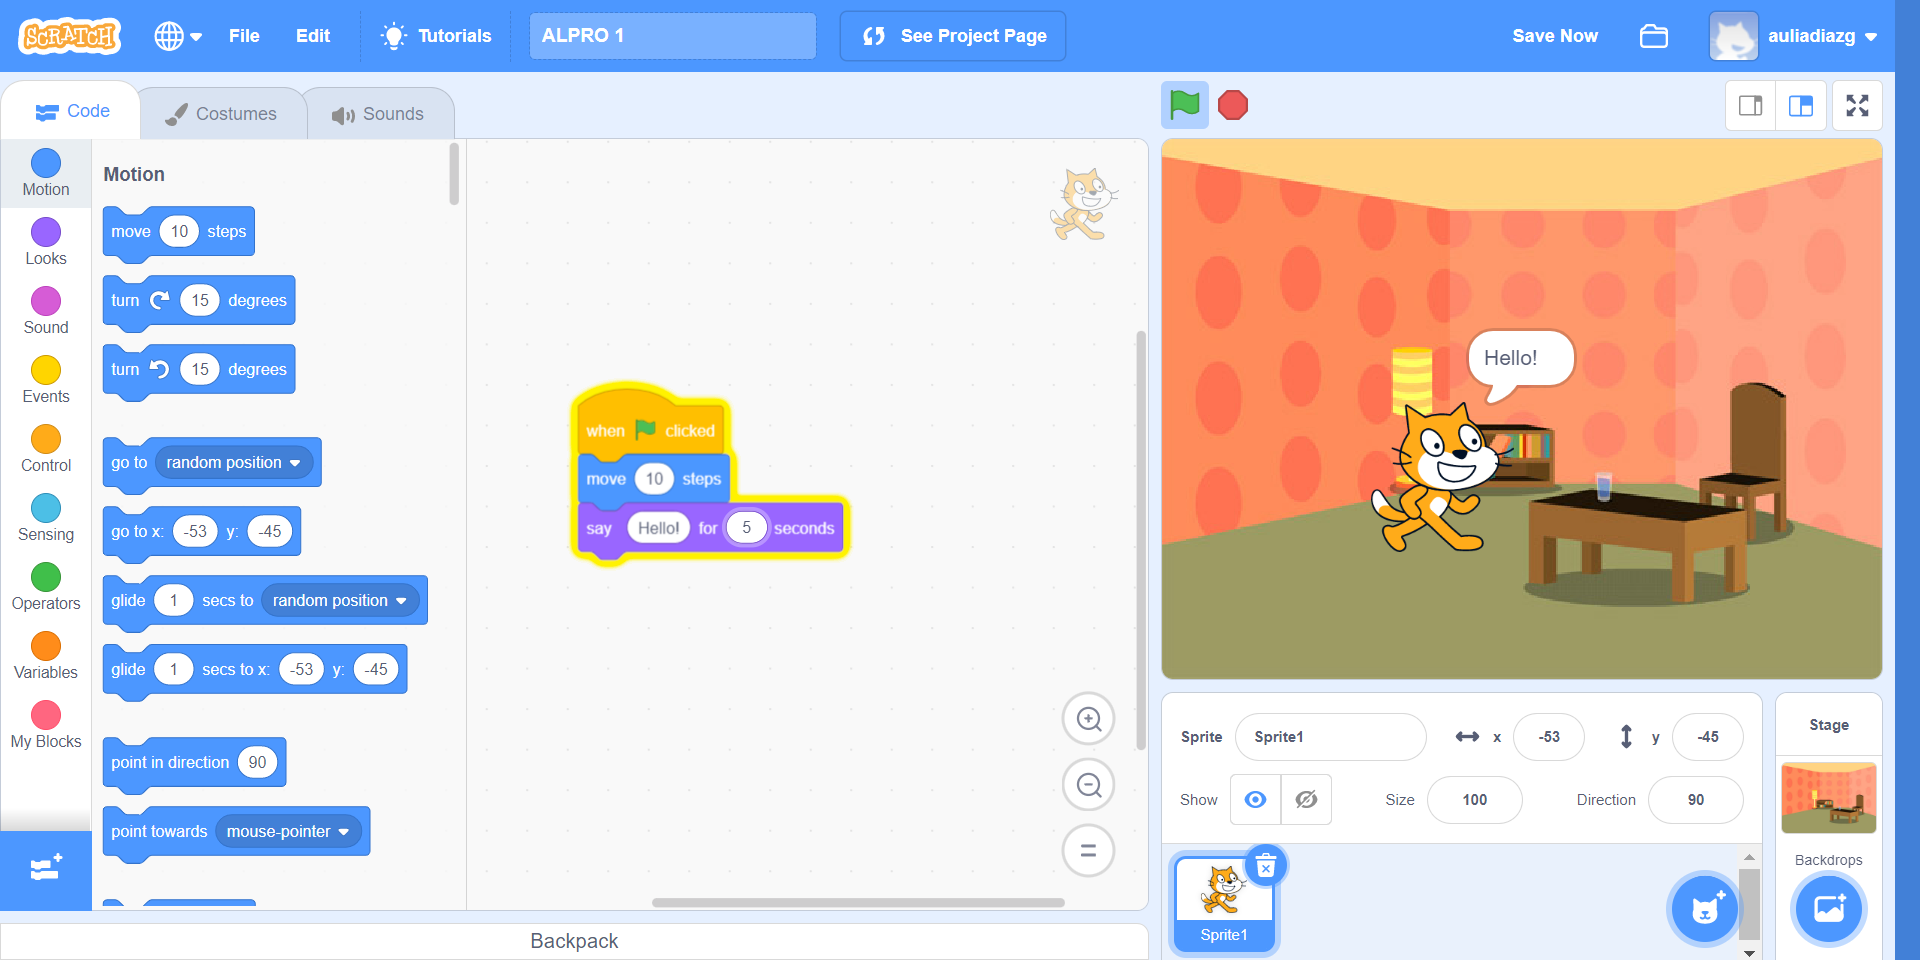 SCRATCH File Edit Tutorials ALPRO 1 See Project Page Save Now auliadiazg
Code Costumes Sounds
Motion
Looks
Sound
Events
Control
Sensing
Operators
Variables
My Blocks
Motion
move 10 steps
turn 15 degrees
turn 15 degrees
go to random position
go to x: -53 y: -45
glide 1 secs to random position
glide 1 secs to x: -53 y: -45
point in direction 90
point towards mouse-pointer
when clicked
move 10 steps
say Hello! for 5 seconds
Backpack
Hello!
Sprite Sprite1 x -53 y -45
Show Size 100 Direction 90
Sprite1
Stage
Backdrops